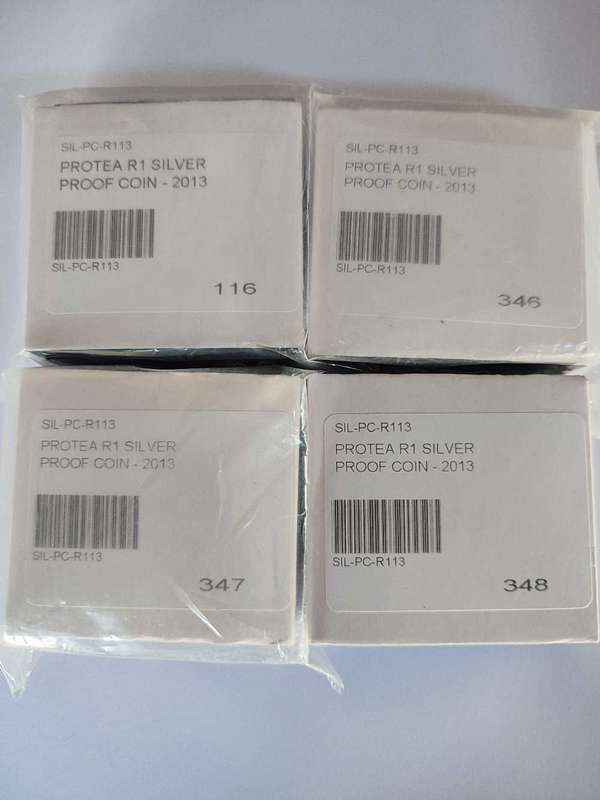 SIL-PC-R113
PROTEA R1 SILVER
PROOF COIN - 2013
SIL-PC-R113
116
SIL-PC-R113
PROTEA R1 SILVER
PROOF COIN - 2013
SIL-PC-R113
346
SIL-PC-R113
PROTEA R1 SILVER
PROOF COIN - 2013
SIL-PC-R113
347
SIL-PC-R113
PROTEA R1 SILVER
PROOF COIN - 2013
SIL-PC-R113
348